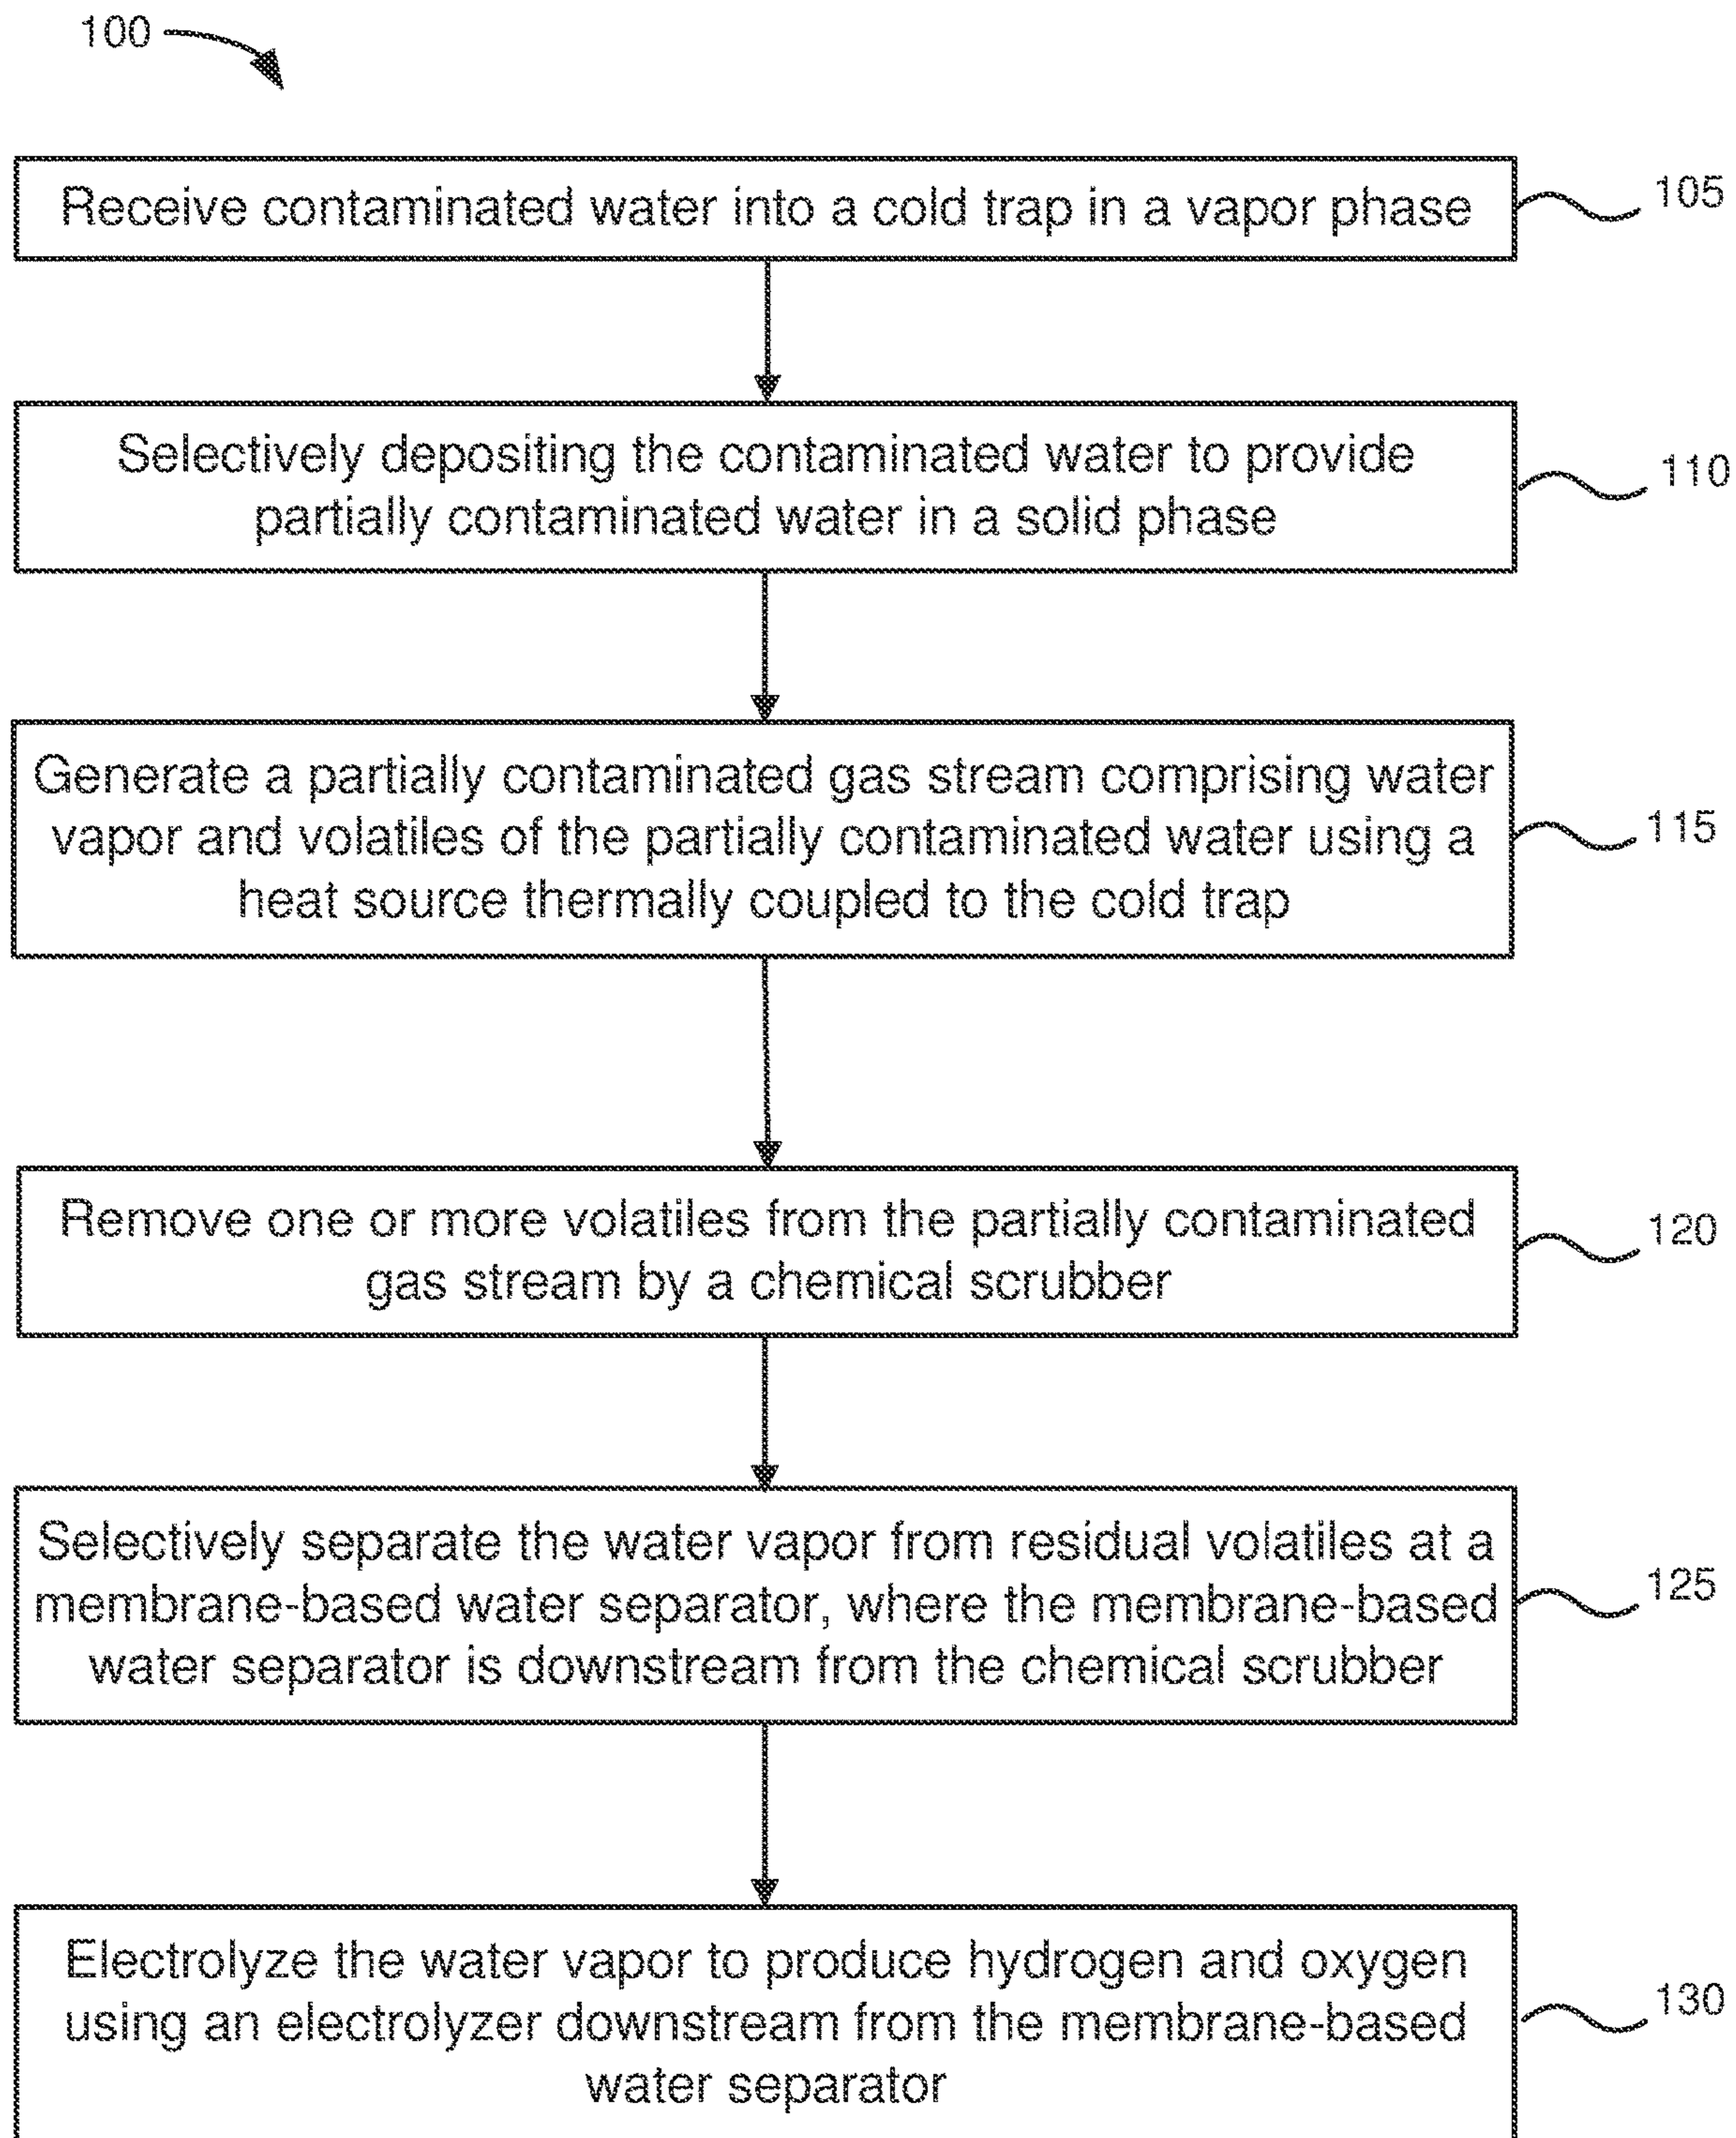 100
Receive contaminated water into a cold trap in a vapor phase
105
Selectively depositing the contaminated water to provide
partially contaminated water in a solid phase
110
Generate a partially contaminated gas stream comprising water
vapor and volatiles of the partially contaminated water using a
heat source thermally coupled to the cold trap
115
Remove one or more volatiles from the partially contaminated
gas stream by a chemical scrubber
120
Selectively separate the water vapor from residual volatiles at a
membrane-based water separator, where the membrane-based
water separator is downstream from the chemical scrubber
125
Electrolyze the water vapor to produce hydrogen and oxygen
using an electrolyzer downstream from the membrane-based
water separator
130